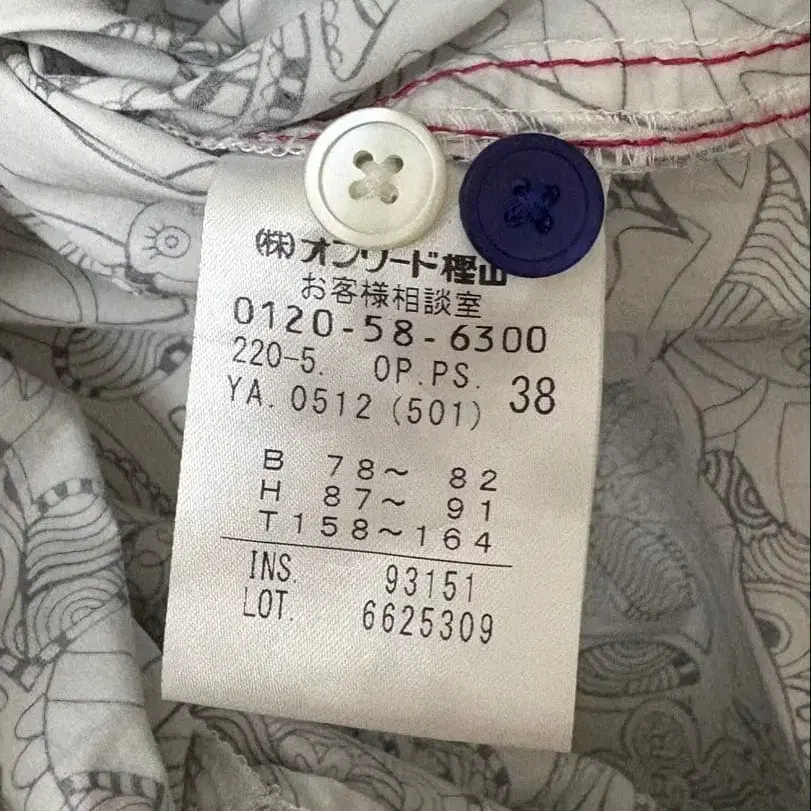 (株)オンワード樫山
お客様相談室
0120-58-6300
220-5. OP.PS. 38
YA.0512(501)
B 78～ 82
H 87～ 91
T158～164
INS. 93151
LOT. 6625309